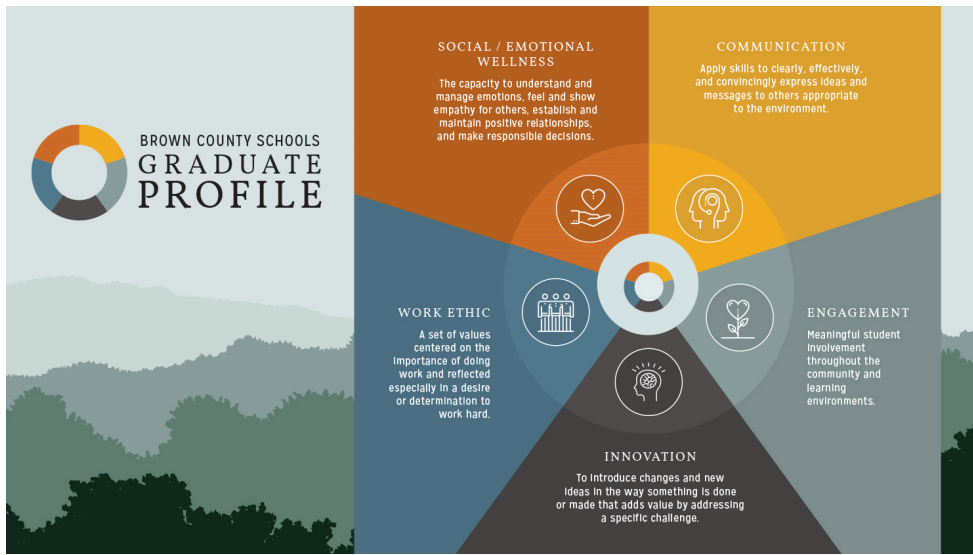 BROWN COUNTY SCHOOLS
GRADUATE
PROFILE
SOCIAL / EMOTIONAL
WELLNESS
The capacity to understand and
manage emotions, feel and show
empathy for others, establish and
maintain positive relationships,
and make responsible decisions.
COMMUNICATION
Apply skills to clearly, effectively,
and convincingly express ideas and
messages to others appropriate
to the environment.
WORK ETHIC
A set of values
centered on the
importance of doing
work and reflected
especially in a desire
or determination to
work hard.
ENGAGEMENT
Meaningful student
involvement
throughout the
community and
learning
environments.
INNOVATION
To introduce changes and new
ideas in the way something is done
or made that adds value by addressing
a specific challenge.